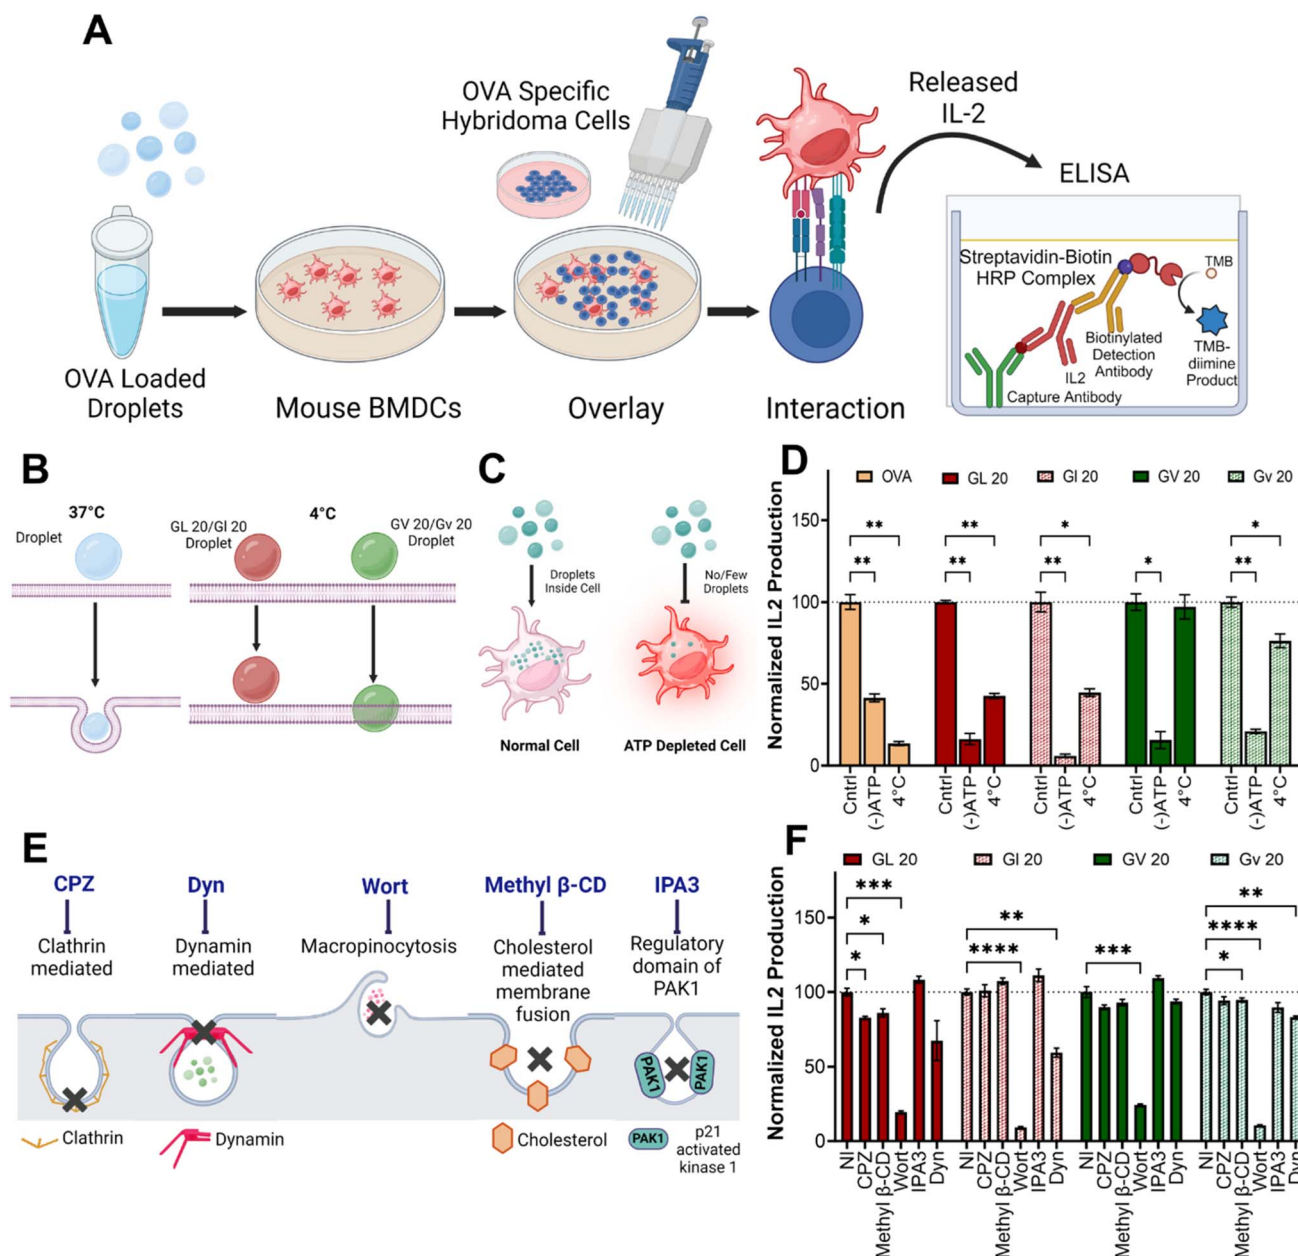 A
OVA Specific
Hybridoma Cells
Released
IL-2
ELISA
Streptavidin-Biotin
HRP Complex
TMB
Biotinylated
Detection
Antibody
TMB-
diimine
Product
IL2
Capture Antibody
OVA Loaded
Droplets
Mouse BMDCs
Overlay
Interaction
B
37°C
Droplet
GL 20/Gl 20
Droplet
4°C
GV 20/Gv 20
Droplet
C
Droplets
Inside Cell
No/Few
Droplets
Normal Cell
ATP Depleted Cell
D
OVA
GL 20
Gl 20
GV 20
Gv 20
Normalized IL2 Production
150
100
50
0
**
**
**
**
*
**
*
*
**
Cntrl
(-)ATP
4°C
Cntrl
(-)ATP
4°C
Cntrl
(-)ATP
4°C
Cntrl
(-)ATP
4°C
Cntrl
(-)ATP
4°C
E
CPZ
Clathrin
mediated
Dyn
Dynamin
mediated
Wort
Macropinocytosis
Methyl β-CD
Cholesterol
mediated
membrane
fusion
IPA3
Regulatory
domain of
PAK1
PAK1
PAK1
Clathrin
Dynamin
Cholesterol
PAK1
p21
activated
kinase 1
F
GL 20
Gl 20
GV 20
Gv 20
Normalized IL2 Production
150
100
50
0
***
*
*
**
****
***
**
****
*
NI
CPZ
Methyl β-CD
Wort
IPA3
Dyn
NI
CPZ
Methyl β-CD
Wort
IPA3
Dyn
NI
CPZ
Methyl β-CD
Wort
IPA3
Dyn
NI
CPZ
Methyl β-CD
Wort
IPA3
Dyn